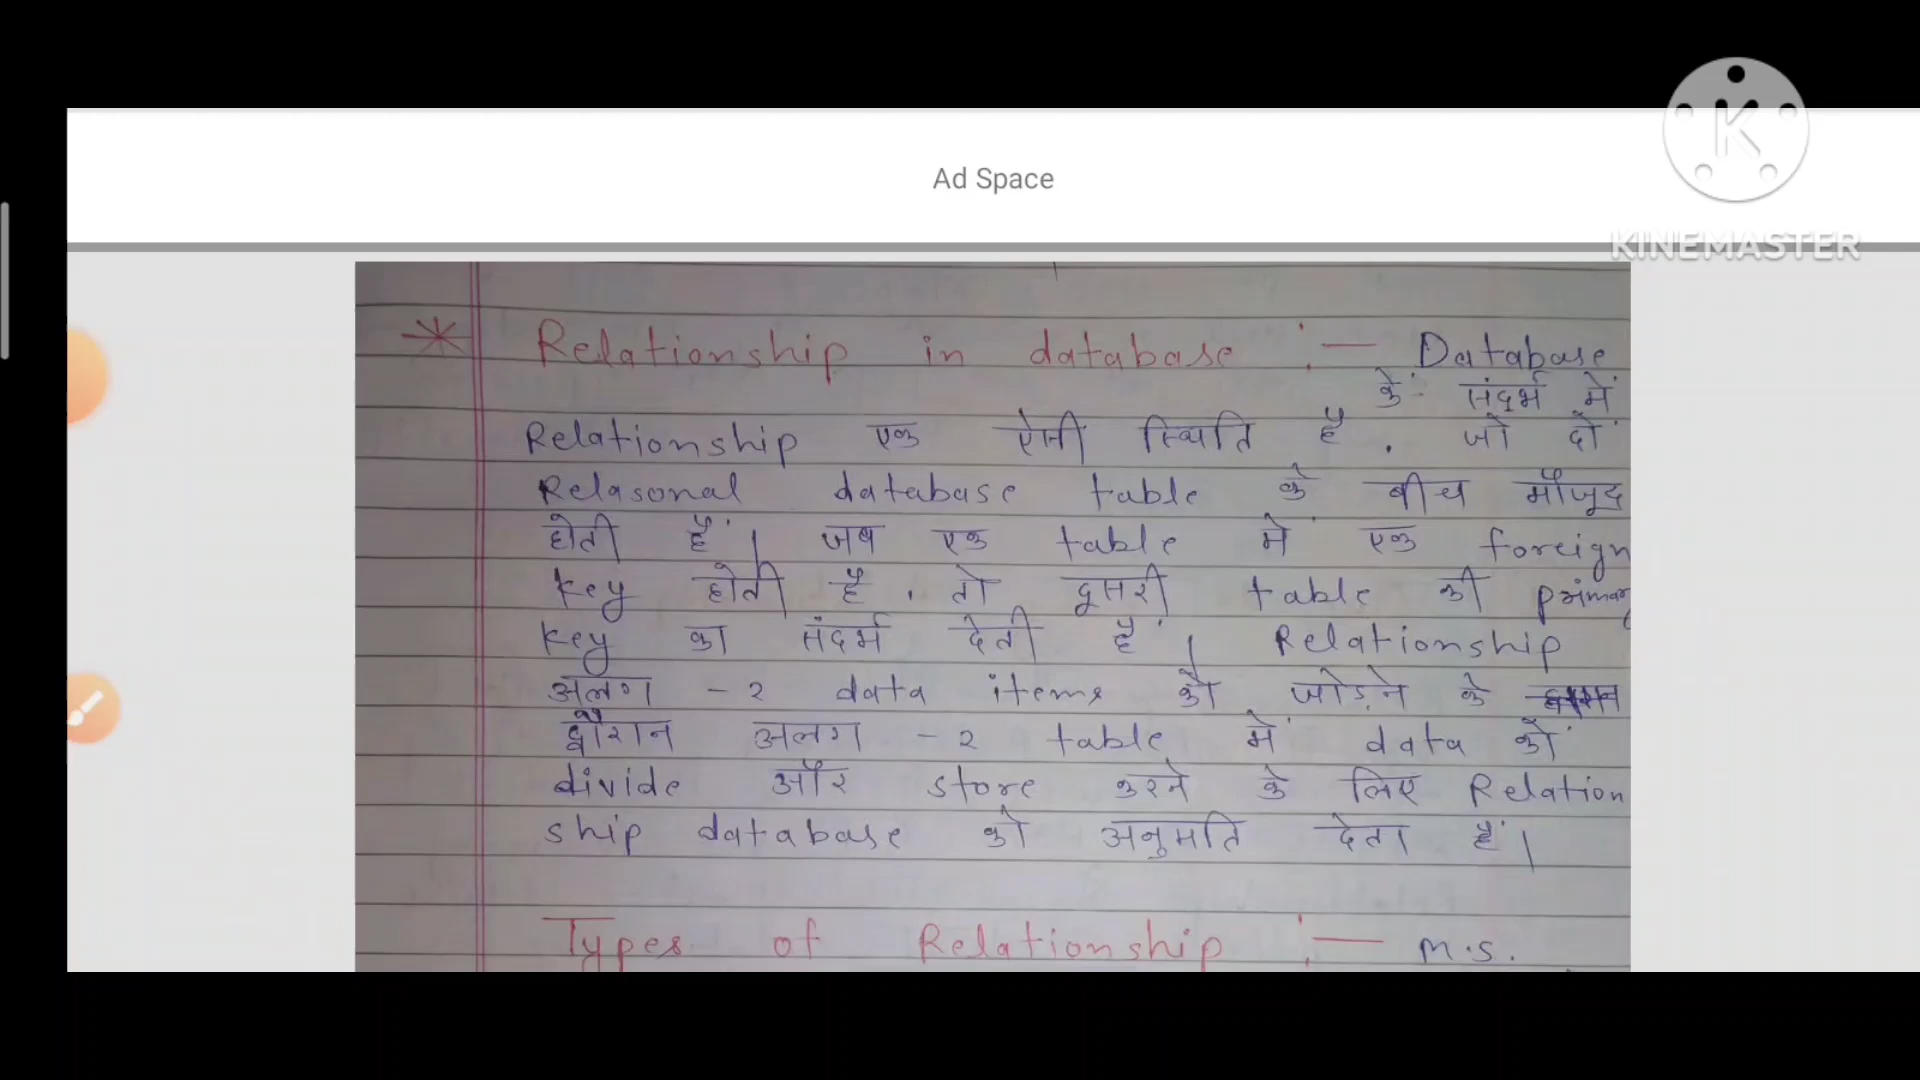 Ad Space
KINEMASTER
* Relationship in database :- Database
के संदर्भ में
Relationship एक ऐसी स्थिति है . जो दो
Relasonal database table के बीच मौजूद
होती है । जब एक table में एक foreign
key होती है . तो दूसरी table की primary
key का संदर्भ देती है । Relationship
अलग -२ data items को जोड़ने के
दौरान अलग -२ table में data को
divide और store करने के लिए Relation
ship database को अनुमति देता है ।
Types of Relationship :- M.S.